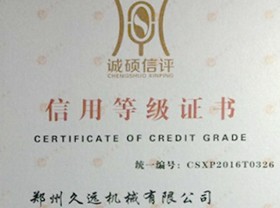 诚硕信评
CHENGSHUO XINPING
信用等级证书
CERTIFICATE OF CREDIT GRADE
统一编号：CSXP2016T0326
郑州久远机械有限公司